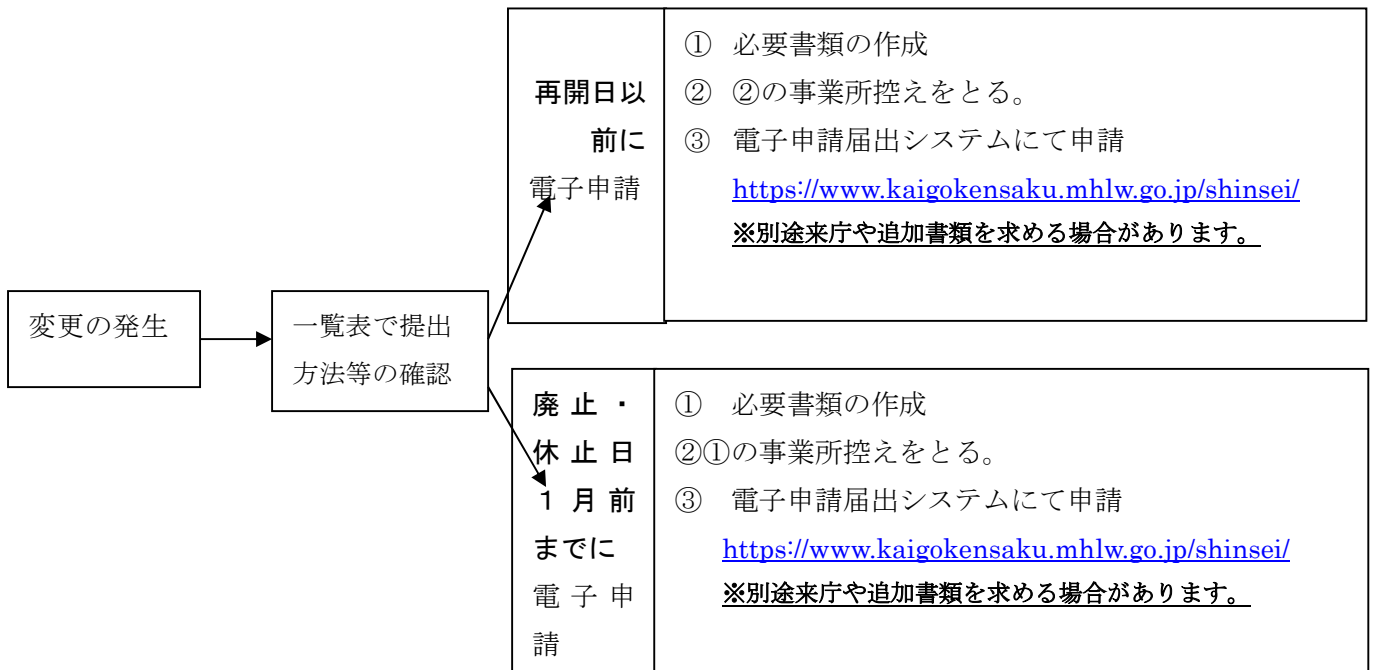 変更の発生
一覧表で提出
方法等の確認
再開日以
前に
電子申請
① 必要書類の作成
② ②の事業所控えをとる。
③ 電子申請届出システムにて申請
https://www.kaigokensaku.mhlw.go.jp/shinsei/
※別途来庁や追加書類を求める場合があります。
廃止・
休止日
1月前
までに
電子申
請
① 必要書類の作成
②①の事業所控えをとる。
③ 電子申請届出システムにて申請
https://www.kaigokensaku.mhlw.go.jp/shinsei/
※別途来庁や追加書類を求める場合があります。